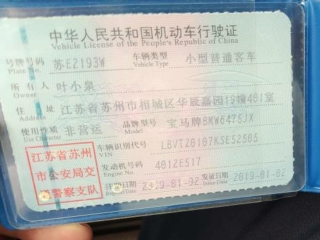 中华人民共和国机动车行驶证
Vehicle License of the People's Republic of China
号牌号码 苏E2193W 车辆类型 小型普通客车
Plate No. Vehicle Type
所有人 叶小泉
住址 江苏省苏州市相城区华辰嘉园19幢401室
使用性质 非营运 品牌型号 宝马牌BMW6475JX
Use Character Model
江苏省苏州市公安局交通警察支队
车辆识别代号
VIN
发动机号码 4012E517
Engine No.
注册日期 2019-01-02 发证日期 2019-01-02